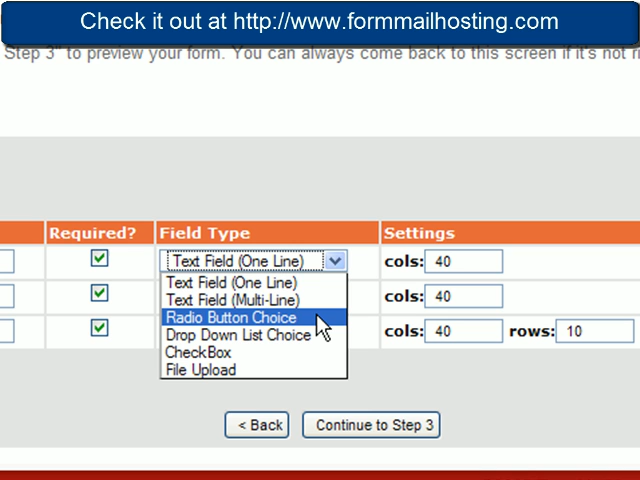 Check it out at http://www.formmailhosting.com
Step 3" to preview your form. You can always come back to this screen if it's not
Required? Field Type Settings
Text Field (One Line) cols: 40
Text Field (One Line)
Text Field (Multi-Line) cols: 40
Radio Button Choice
Drop Down List Choice cols: 40 rows: 10
CheckBox
File Upload
< Back Continue to Step 3